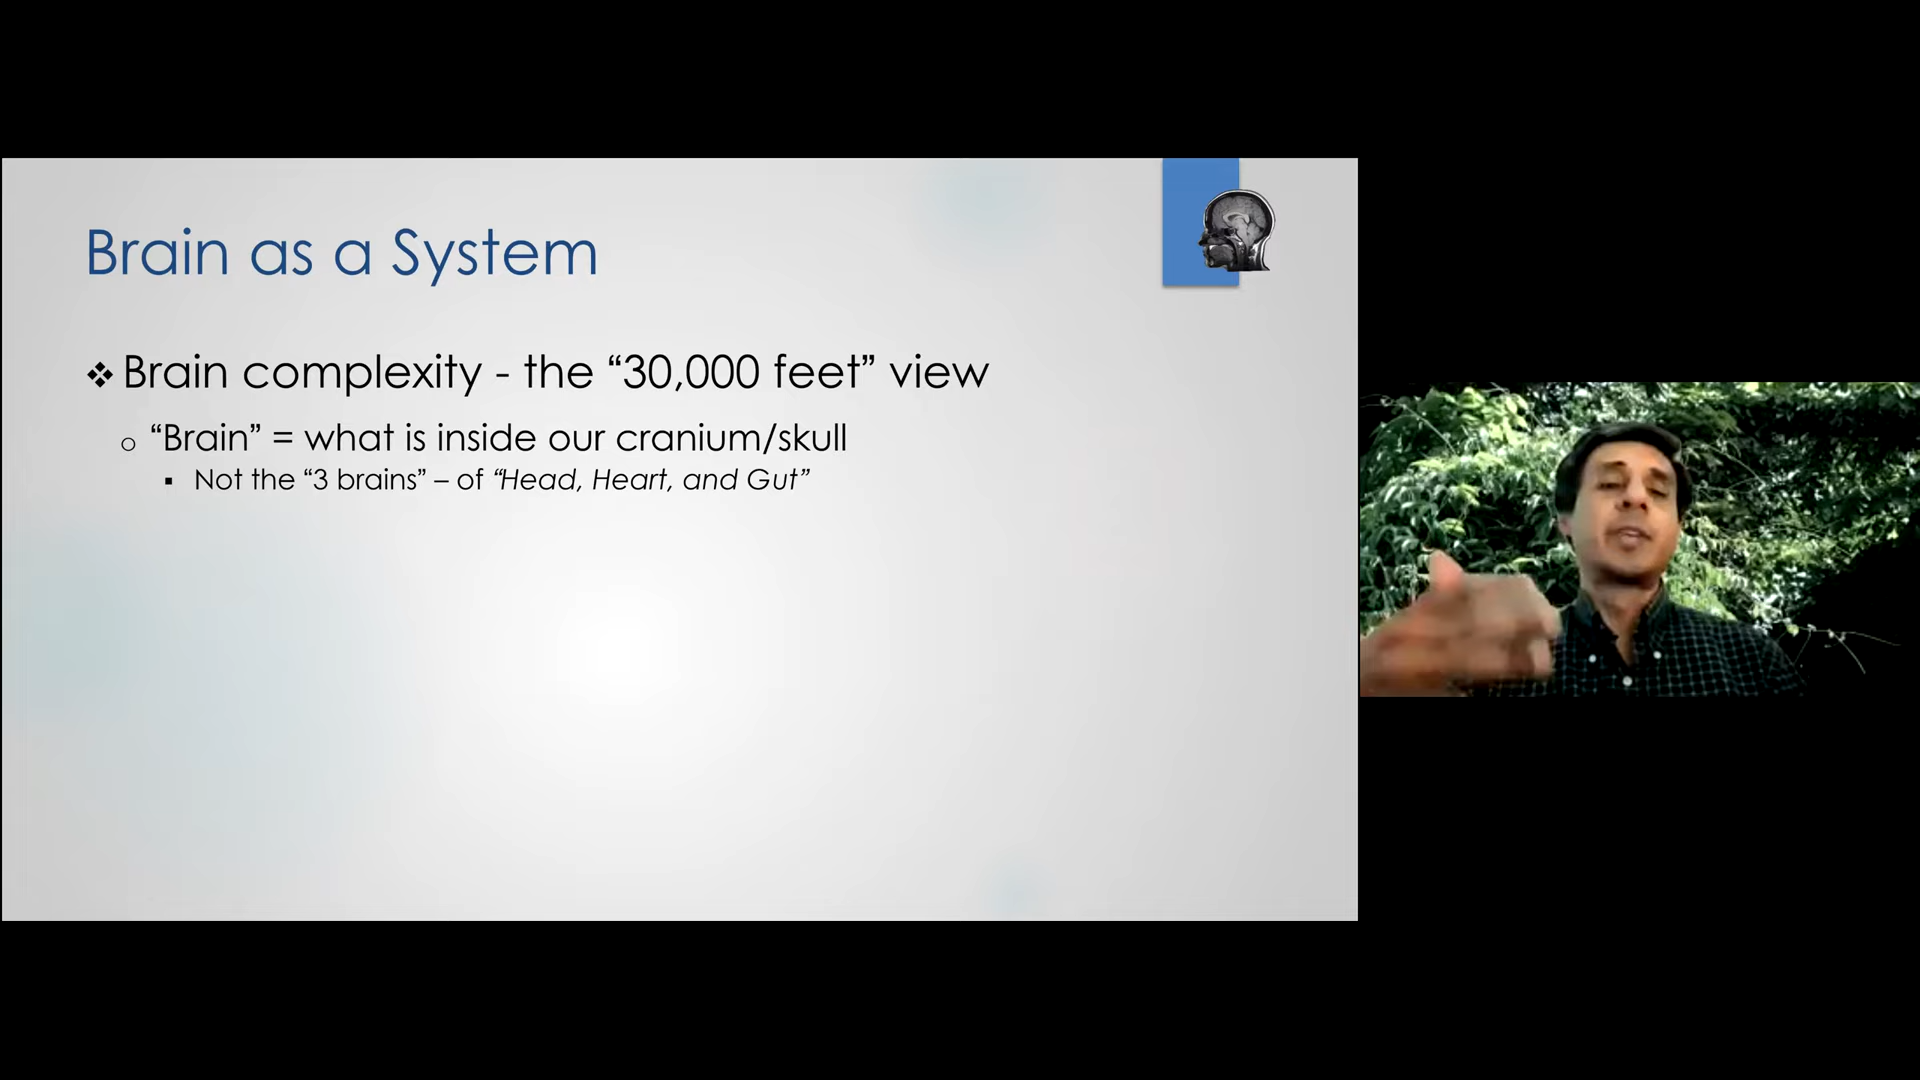 Brain as a System
❖ Brain complexity - the “30,000 feet” view
o “Brain” = what is inside our cranium/skull
▪ Not the “3 brains” – of “Head, Heart, and Gut”